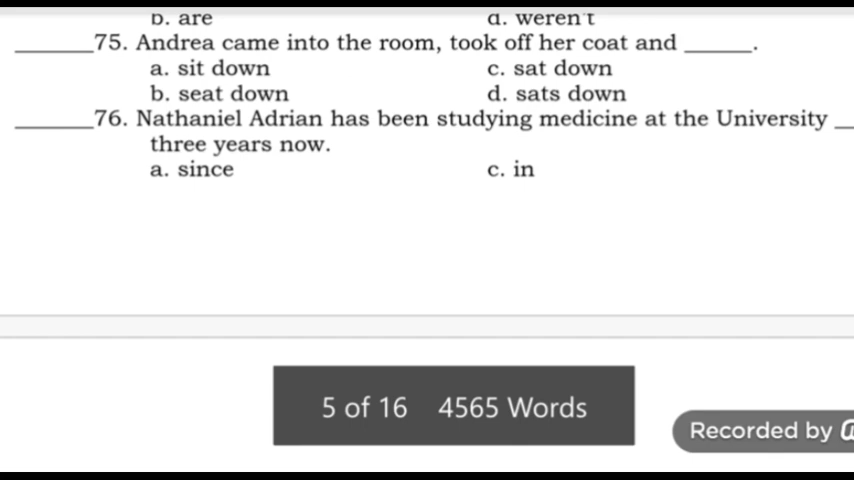 b. are d. weren't
______75. Andrea came into the room, took off her coat and _____.
a. sit down c. sat down
b. seat down d. sats down
______76. Nathaniel Adrian has been studying medicine at the University _
three years now.
a. since c. in
5 of 16 4565 Words
Recorded by